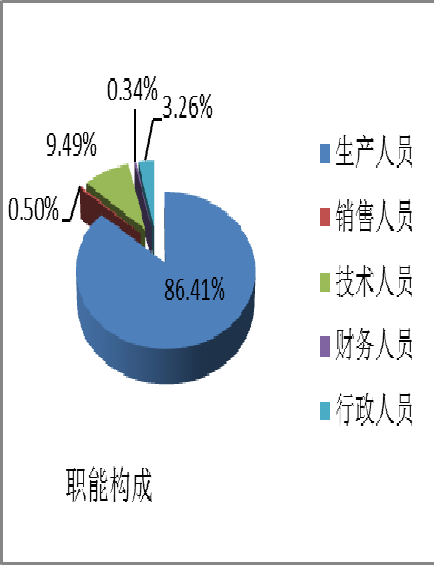 0.34%
3.26%
9.49%
0.50%
86.41%
生产人员
销售人员
技术人员
财务人员
行政人员
职能构成